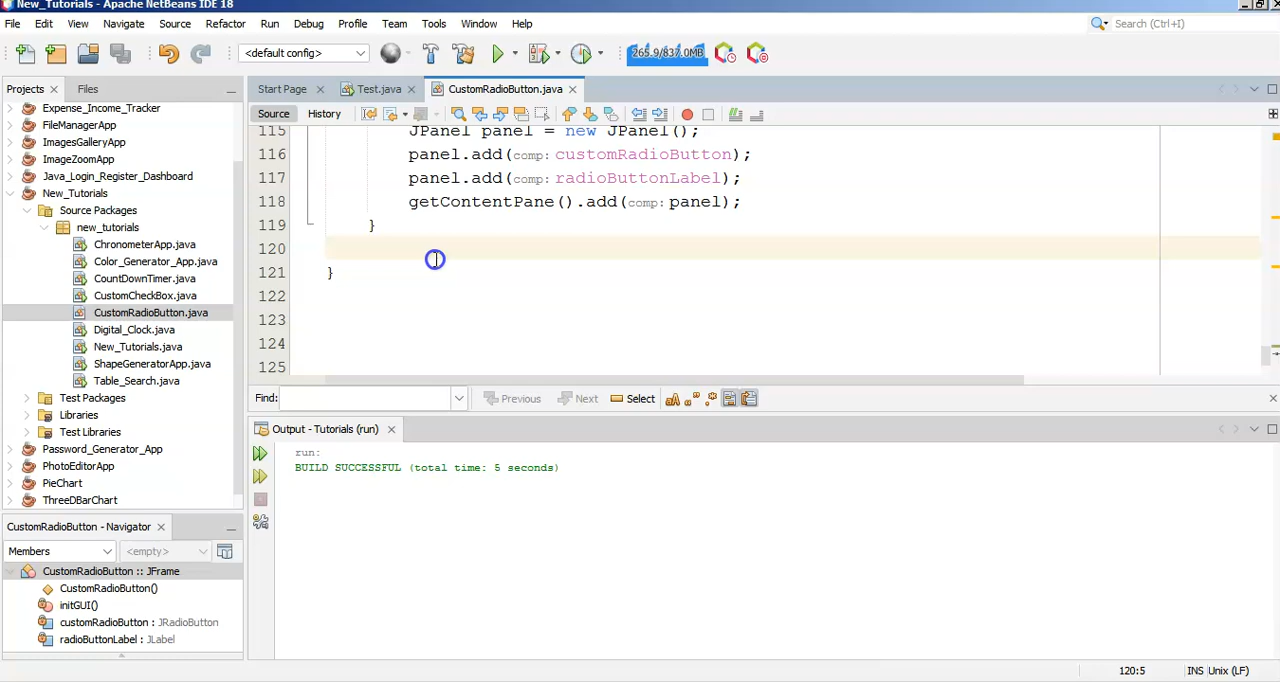 New_Tutorials - Apache NetBeans IDE 18
File Edit View Navigate Source Refactor Run Debug Profile Team Tools Window Help
Search (Ctrl+I)
<default config>
265.9/837.0MB
Projects
Files
Start Page
Test.java
CustomRadioButton.java
Source
History
Expense_Income_Tracker
FileManagerApp
ImagesGalleryApp
ImageZoomApp
Java_Login_Register_Dashboard
New_Tutorials
Source Packages
new_tutorials
ChronometerApp.java
Color_Generator_App.java
CountDownTimer.java
CustomCheckBox.java
CustomRadioButton.java
Digital_Clock.java
New_Tutorials.java
ShapeGeneratorApp.java
Table_Search.java
Test Packages
Libraries
Test Libraries
Password_Generator_App
PhotoEditorApp
PieChart
ThreeDBarChart
115 JPanel panel = new JPanel();
116 panel.add(comp: customRadioButton);
117 panel.add(comp: radioButtonLabel);
118 getContentPane().add(comp: panel);
119 }
120
121 }
122
123
124
125
Find:
Previous
Next
Select
Output - Tutorials (run)
run:
BUILD SUCCESSFUL (total time: 5 seconds)
CustomRadioButton - Navigator
Members
<empty>
CustomRadioButton :: JFrame
CustomRadioButton()
initGUI()
customRadioButton : JRadioButton
radioButtonLabel : JLabel
120:5
INS Unix (LF)